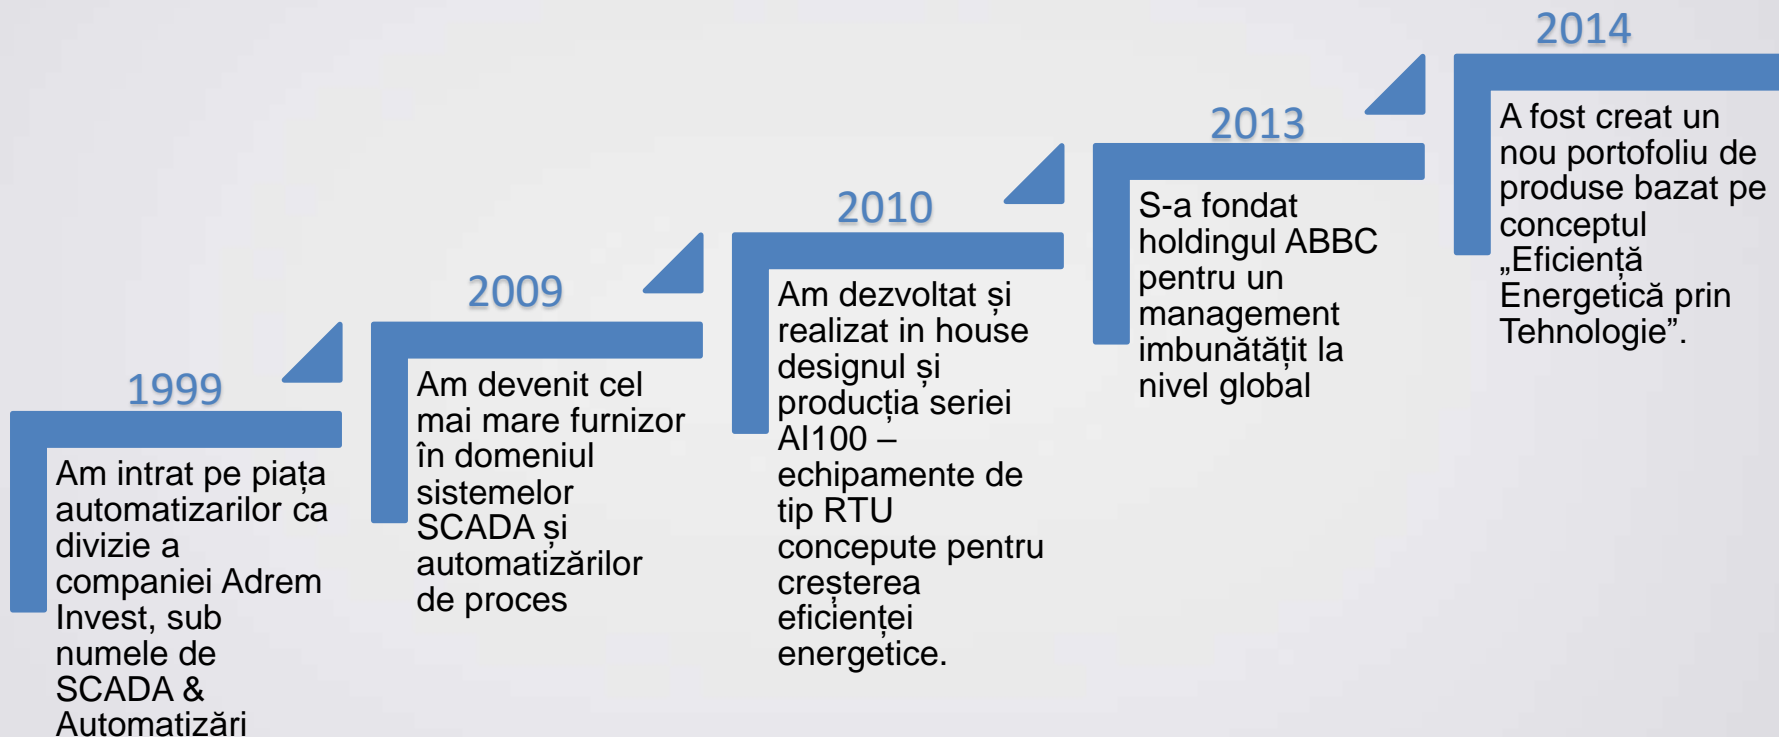 1999
Am intrat pe piața
automatizarilor ca
divizie a
companiei Adrem
Invest, sub
numele de
SCADA &
Automatizări
2009
Am devenit cel
mai mare furnizor
în domeniul
sistemelor
SCADA și
automatizărilor
de proces
2010
Am dezvoltat și
realizat in house
designul și
producția seriei
AI100 –
echipamente de
tip RTU
concepute pentru
creșterea
eficienței
energetice.
2013
S-a fondat
holdingul ABBC
pentru un
management
imbunătățit la
nivel global
2014
A fost creat un
nou portofoliu de
produse bazat pe
conceptul
„Eficiență
Energetică prin
Tehnologie”.